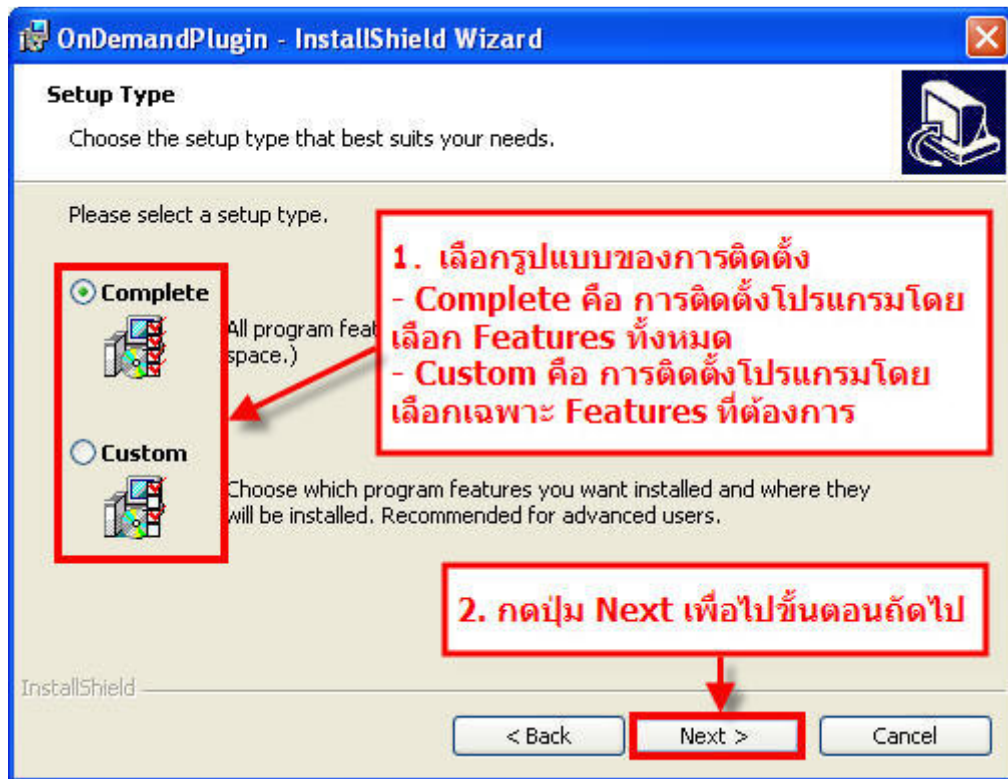 OnDemandPlugin - InstallShield Wizard
Setup Type
Choose the setup type that best suits your needs.
Please select a setup type.
1. เลือกรูปแบบของการติดตั้ง
- Complete คือ การติดตั้งโปรแกรมโดย
เลือก Features ทั้งหมด
- Custom คือ การติดตั้งโปรแกรมโดย
เลือกเฉพาะ Features ที่ต้องการ
Complete
All program feat
space.)
Custom
Choose which program features you want installed and where they
will be installed. Recommended for advanced users.
2. กดปุ่ม Next เพื่อไปขั้นตอนถัดไป
InstallShield
< Back
Next >
Cancel